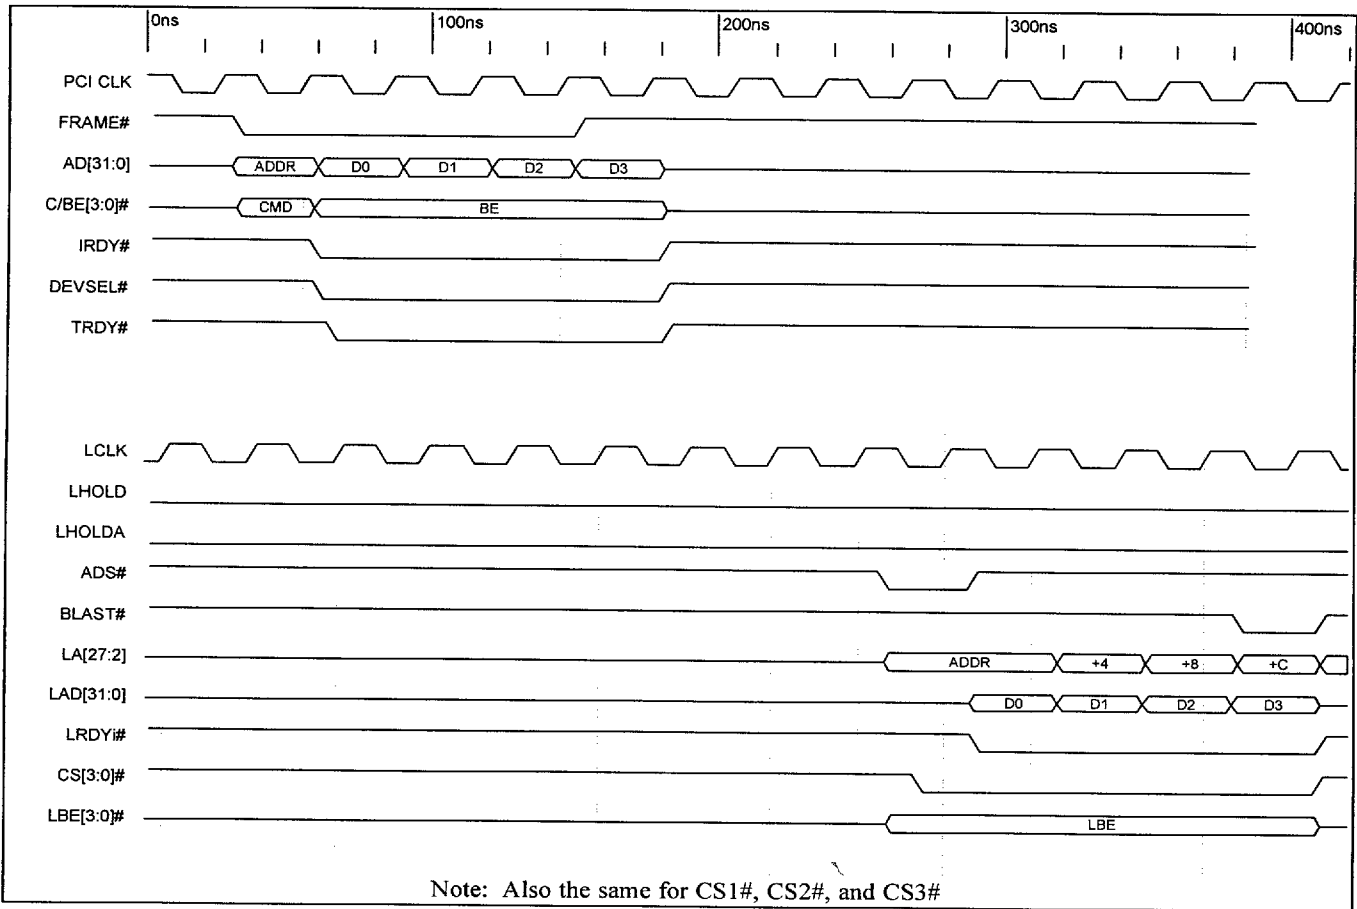 0ns 100ns 200ns 300ns 400ns
PCI CLK
FRAME#
AD[31:0] ADDR D0 D1 D2 D3
C/BE[3:0]# CMD BE
IRDY#
DEVSEL#
TRDY#
LCLK
LHOLD
LHOLDA
ADS#
BLAST#
LA[27:2] ADDR +4 +8 +C
LAD[31:0] D0 D1 D2 D3
LRDYi#
CS[3:0]#
LBE[3:0]# LBE
Note: Also the same for CS1#, CS2#, and CS3#